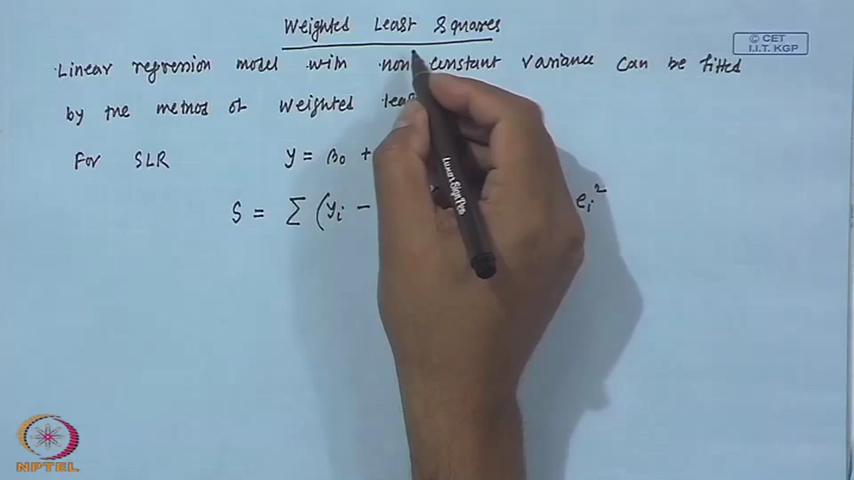 Weighted Least Squares
© CET
I.I.T. KGP
Linear regression model with non constant variance can be fitted
by the method of weighted leas
For SLR y = β₀ +
S = Σ (yᵢ − eᵢ²
NPTEL